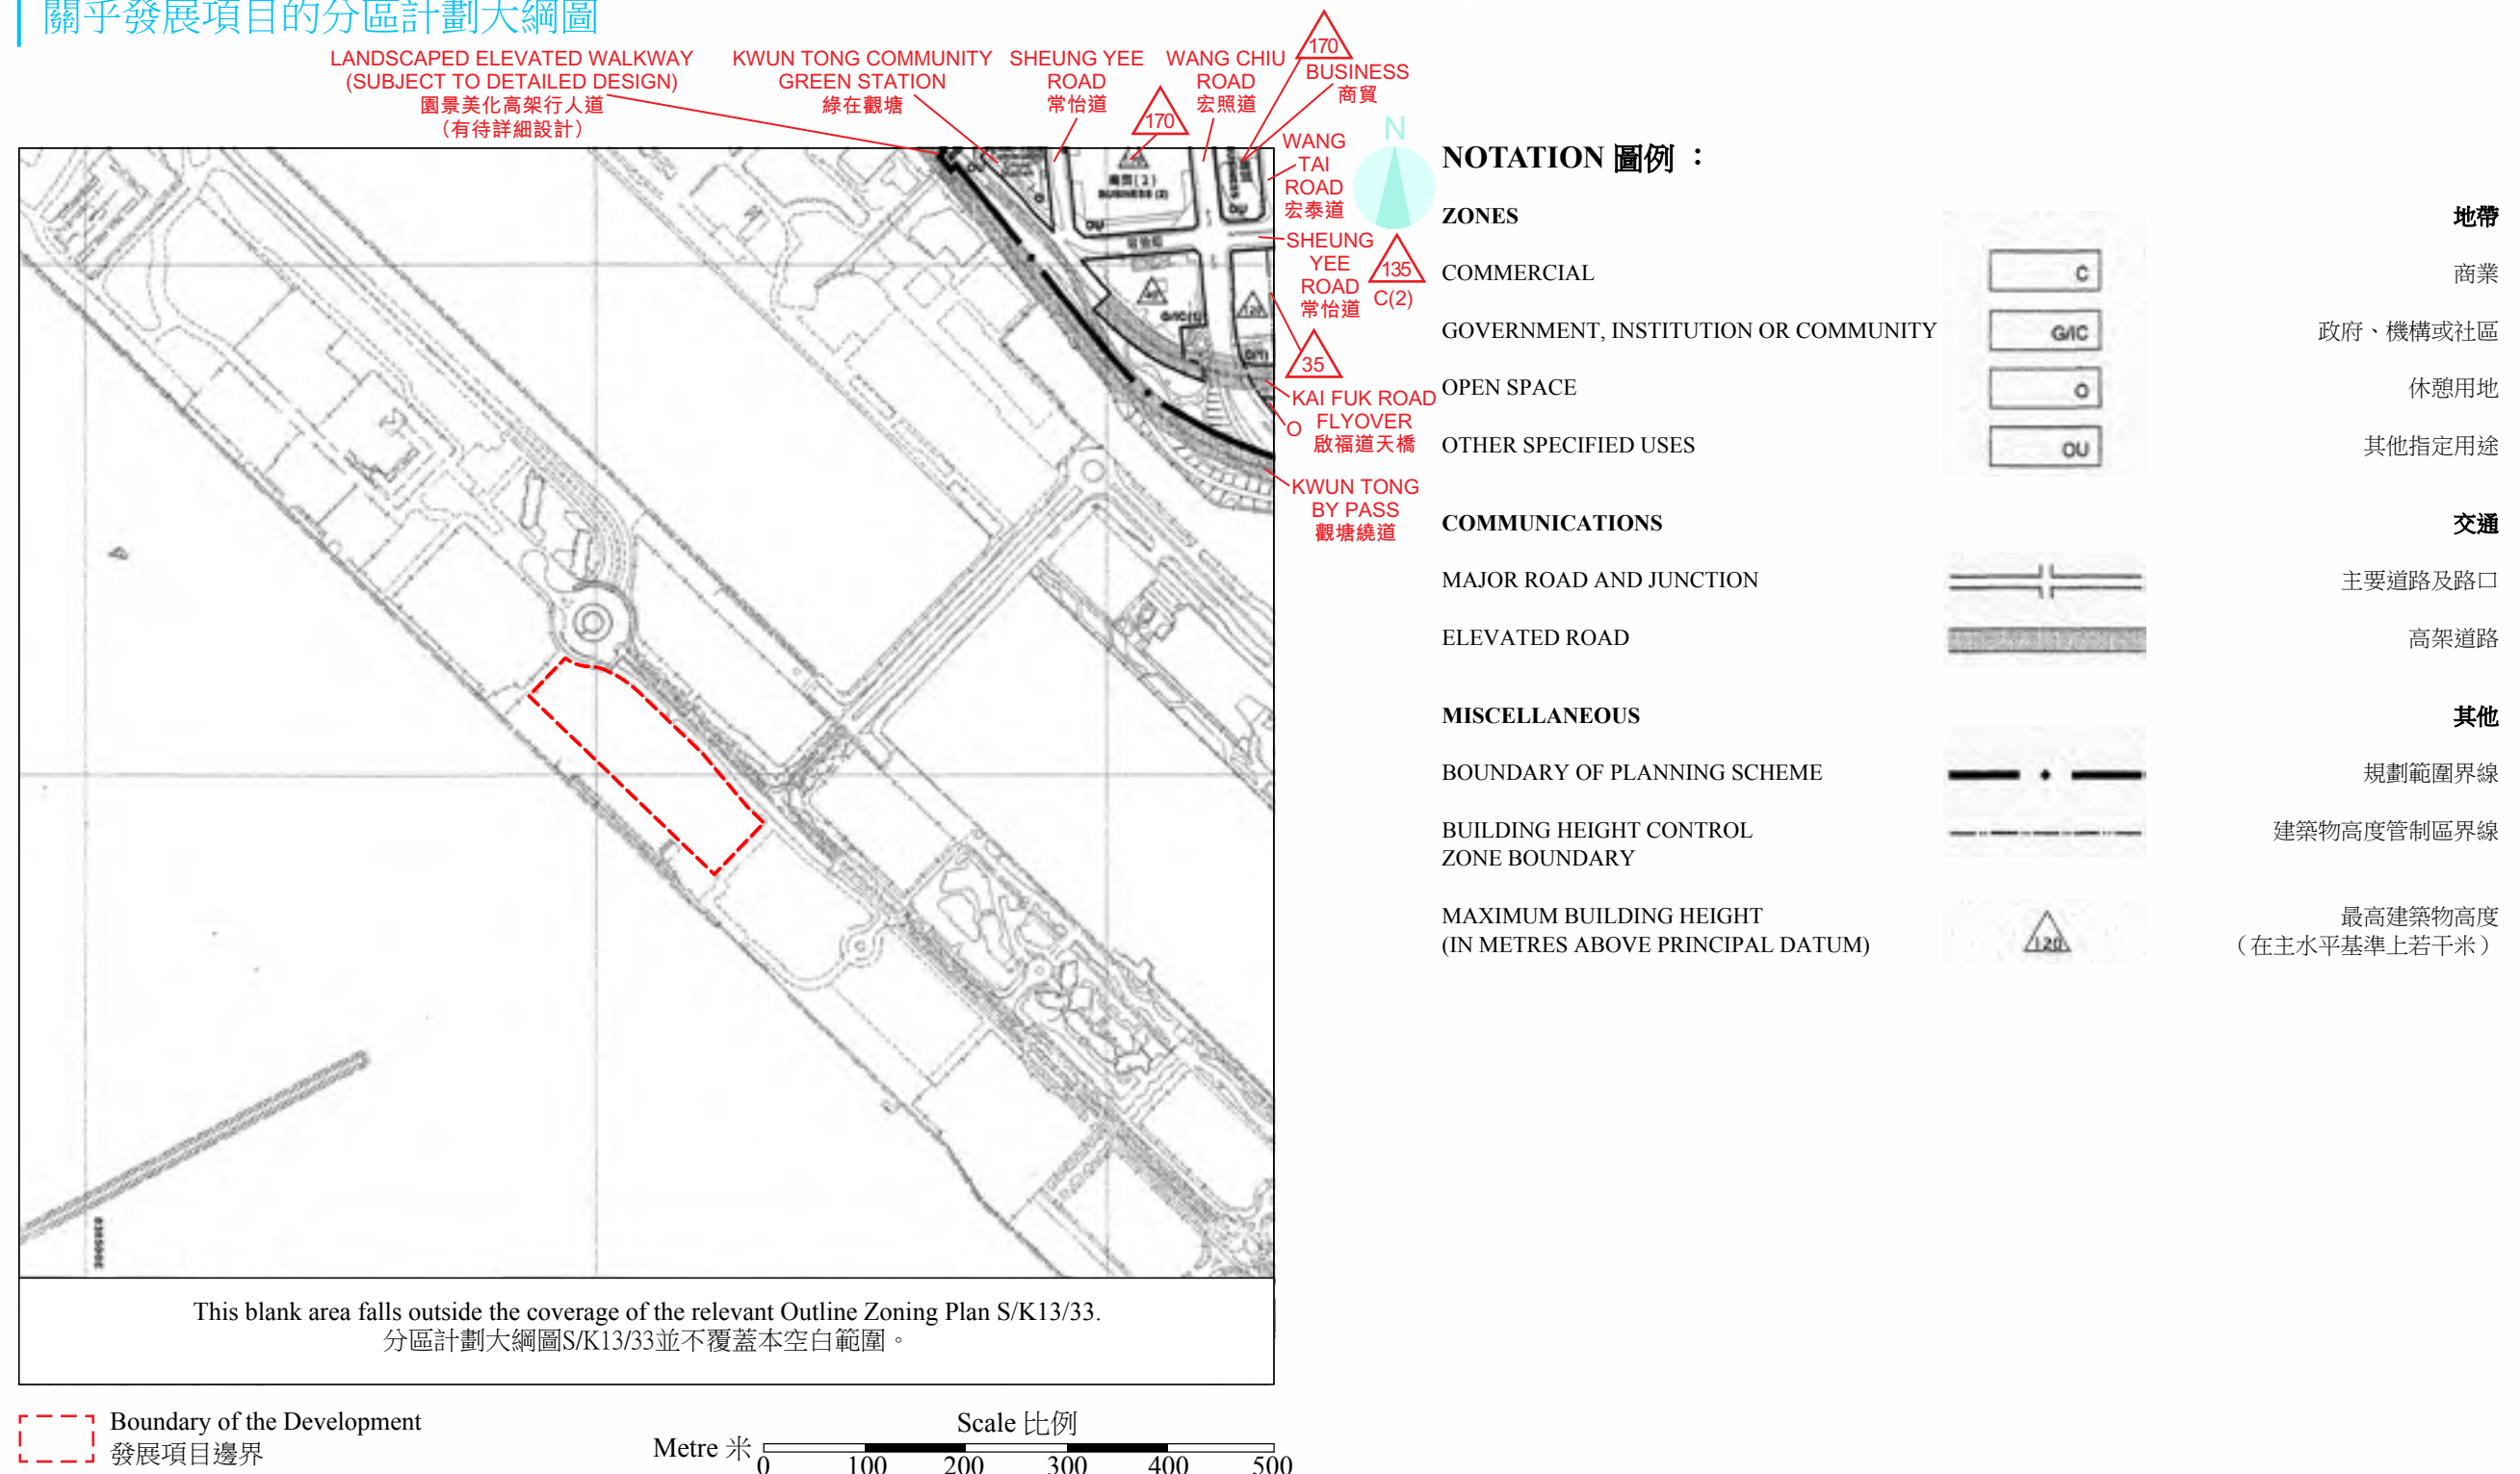 關乎發展項目的分區計劃大綱圖
LANDSCAPED ELEVATED WALKWAY
(SUBJECT TO DETAILED DESIGN)
園景美化高架行人道
（有待詳細設計）
KWUN TONG COMMUNITY
GREEN STATION
綠在觀塘
SHEUNG YEE
ROAD
常怡道
170
WANG CHIU
ROAD
宏照道
170
BUSINESS
商貿
WANG
TAI
ROAD
宏泰道
SHEUNG
YEE
ROAD
常怡道
135
C(2)
35
KAI FUK ROAD
FLYOVER
啟福道天橋
O
KWUN TONG
BY PASS
觀塘繞道
N
商貿(2)
BUSINESS (2)
OU
OU
O
G/IC(1)
120
This blank area falls outside the coverage of the relevant Outline Zoning Plan S/K13/33.
分區計劃大綱圖S/K13/33並不覆蓋本空白範圍。
Boundary of the Development
發展項目邊界
Scale 比例
Metre 米
0 100 200 300 400 500
NOTATION 圖例 ：
ZONES 地帶
COMMERCIAL C 商業
GOVERNMENT, INSTITUTION OR COMMUNITY G/IC 政府、機構或社區
OPEN SPACE O 休憩用地
OTHER SPECIFIED USES OU 其他指定用途
COMMUNICATIONS 交通
MAJOR ROAD AND JUNCTION 主要道路及路口
ELEVATED ROAD 高架道路
MISCELLANEOUS 其他
BOUNDARY OF PLANNING SCHEME 規劃範圍界線
BUILDING HEIGHT CONTROL 建築物高度管制區界線
ZONE BOUNDARY
MAXIMUM BUILDING HEIGHT 120 最高建築物高度
(IN METRES ABOVE PRINCIPAL DATUM) （在主水平基準上若干米）